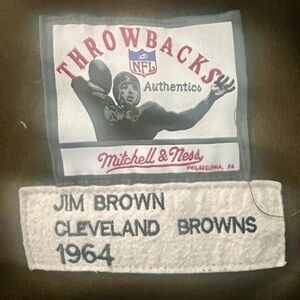 THROWBACKS
NFL
Authentics
Mitchell & Ness
PHILADELPHIA, PA
JIM BROWN
CLEVELAND BROWNS
1964